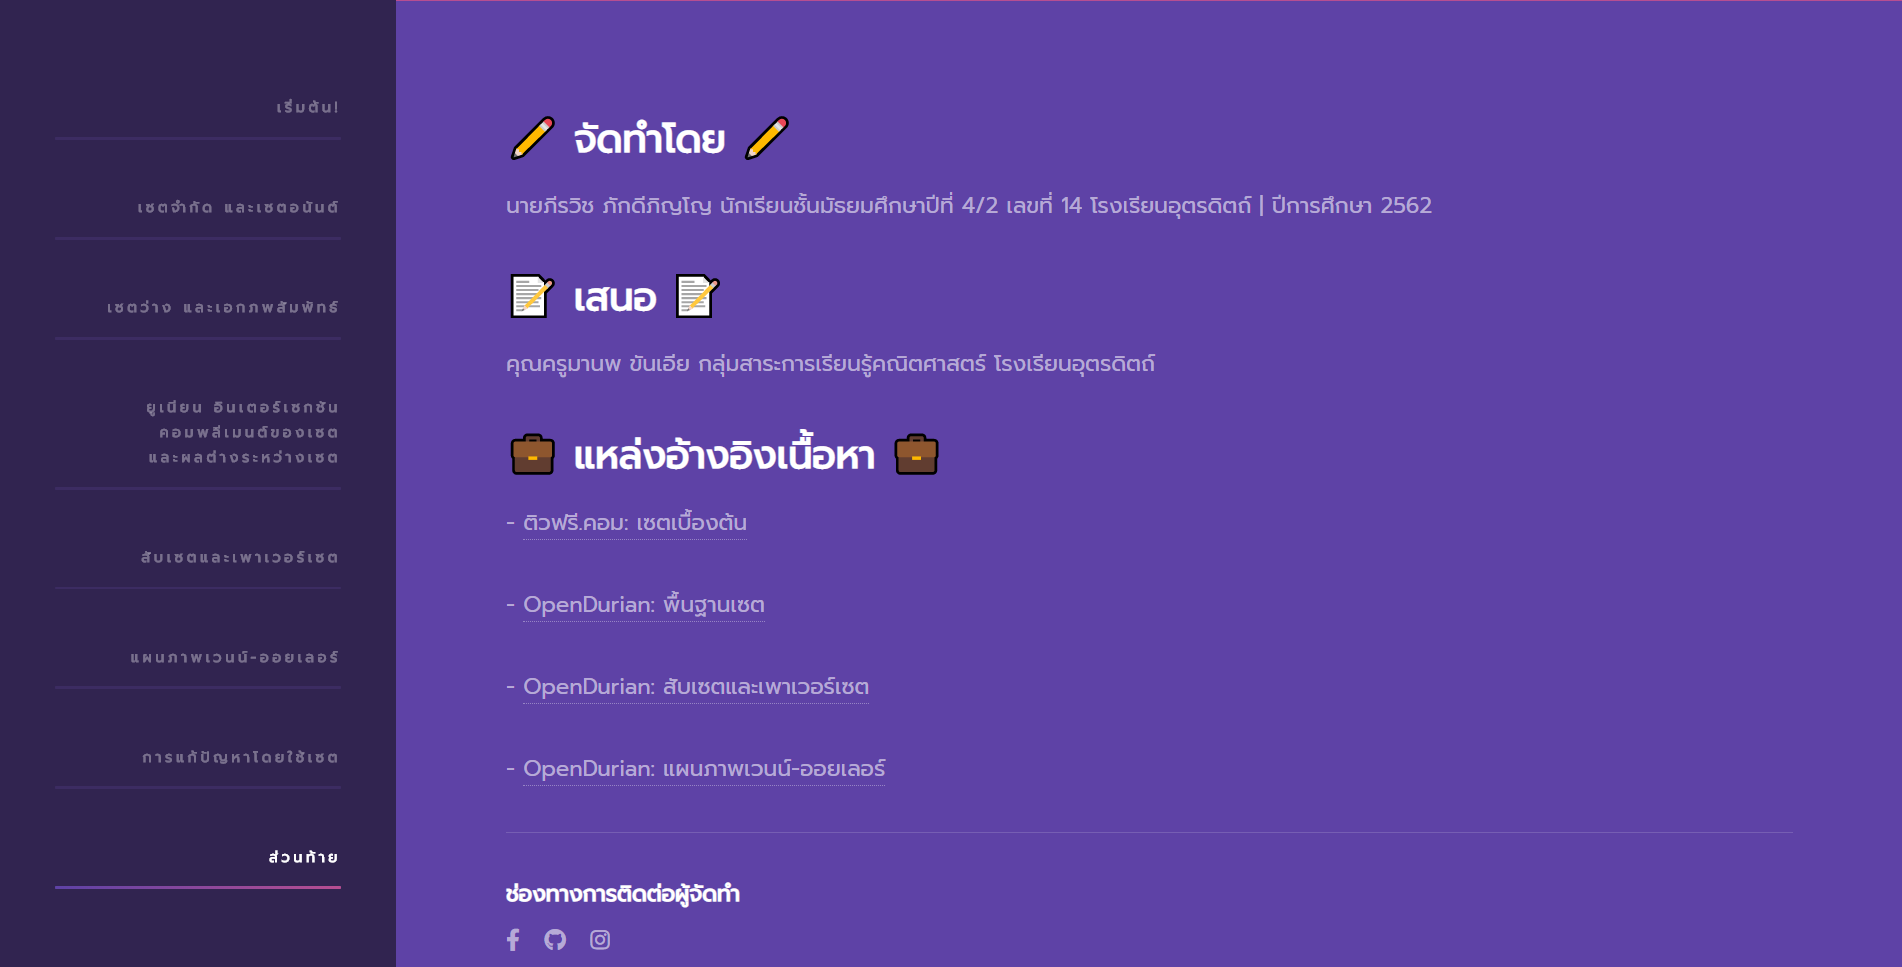 เริ่มต้น!
เซตจำกัด และเซตอนันต์
เซตว่าง และเอกภพสัมพัทธ์
ยูเนียน อินเตอร์เซกชัน
คอมพลีเมนต์ของเซต
และผลต่างระหว่างเซต
สับเซตและเพาเวอร์เซต
แผนภาพเวนน์-ออยเลอร์
การแก้ปัญหาโดยใช้เซต
ส่วนท้าย
จัดทำโดย
นายภีรวิช ภักดีภิญโญ นักเรียนชั้นมัธยมศึกษาปีที่ 4/2 เลขที่ 14 โรงเรียนอุตรดิตถ์ | ปีการศึกษา 2562
เสนอ
คุณครูมานพ ขันเอีย กลุ่มสาระการเรียนรู้คณิตศาสตร์ โรงเรียนอุตรดิตถ์
แหล่งอ้างอิงเนื้อหา
- ติวฟรี.คอม: เซตเบื้องต้น
- OpenDurian: พื้นฐานเซต
- OpenDurian: สับเซตและเพาเวอร์เซต
- OpenDurian: แผนภาพเวนน์-ออยเลอร์
ช่องทางการติดต่อผู้จัดทำ